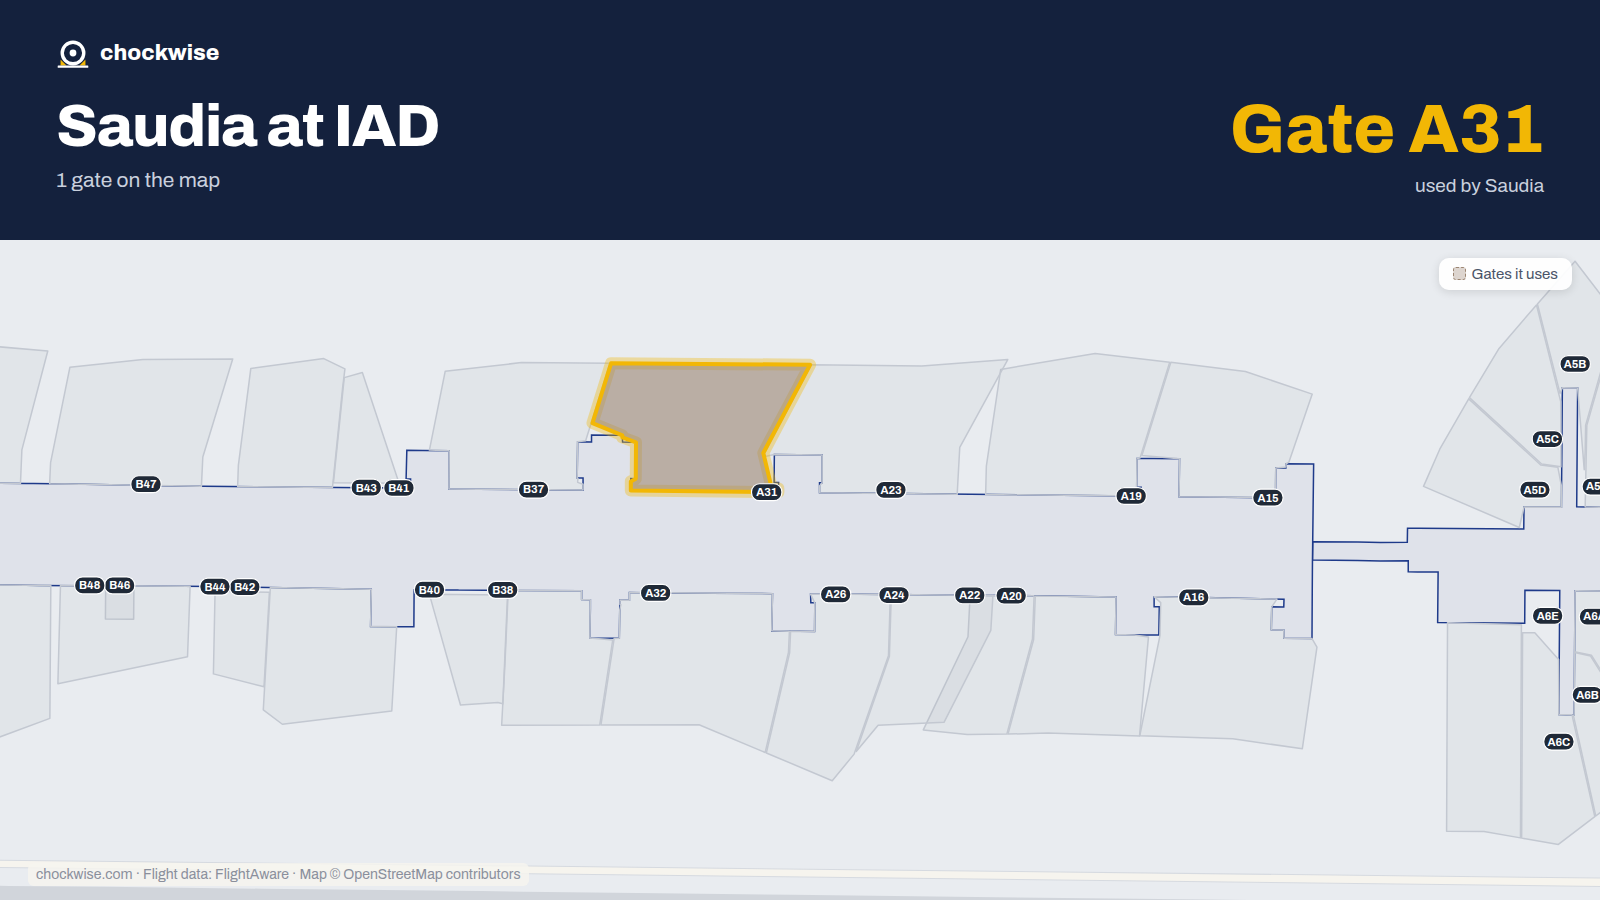 chockwise
Saudia at IAD
1 gate on the map
Gate A31
used by Saudia
Gates it uses
A5B
A5C
B47
B43
B41
B37
A31
A23
A19
A15
A5D
B48
B46
B44
B42
B40
B38
A32
A26
A24
A22
A20
A16
A6E
A6B
A6C
chockwise.com · Flight data: FlightAware · Map © OpenStreetMap contributors